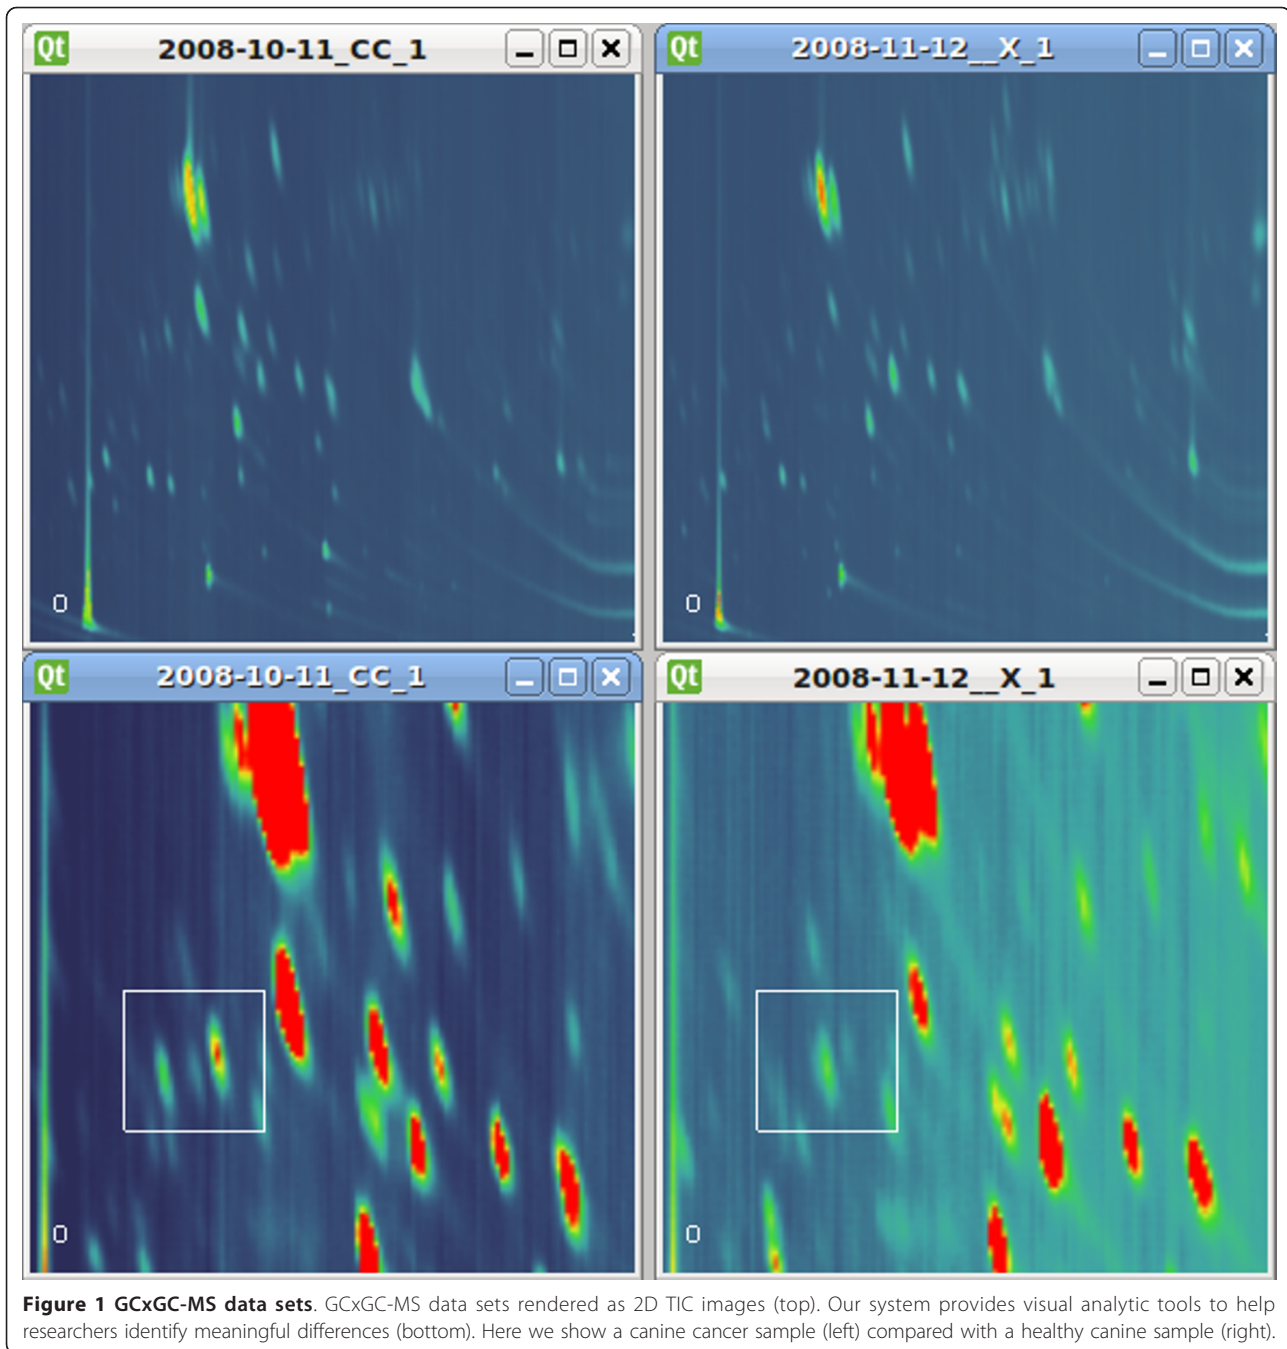 Qt 2008-10-11_CC_1
Qt 2008-11-12__X_1
0
0
Qt 2008-10-11_CC_1
Qt 2008-11-12__X_1
0
0
Figure 1 GCxGC-MS data sets. GCxGC-MS data sets rendered as 2D TIC images (top). Our system provides visual analytic tools to help
researchers identify meaningful differences (bottom). Here we show a canine cancer sample (left) compared with a healthy canine sample (right).